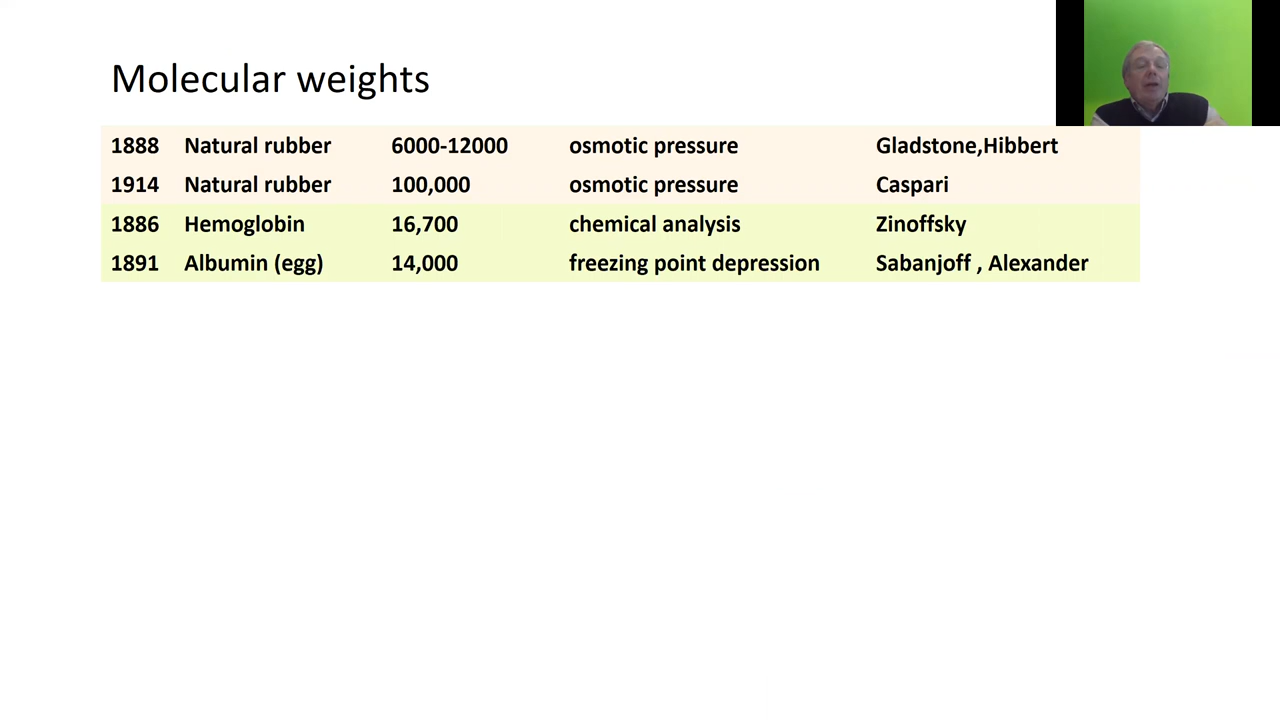 Molecular weights
1888 Natural rubber 6000-12000 osmotic pressure Gladstone,Hibbert
1914 Natural rubber 100,000 osmotic pressure Caspari
1886 Hemoglobin 16,700 chemical analysis Zinoffsky
1891 Albumin (egg) 14,000 freezing point depression Sabanjoff , Alexander